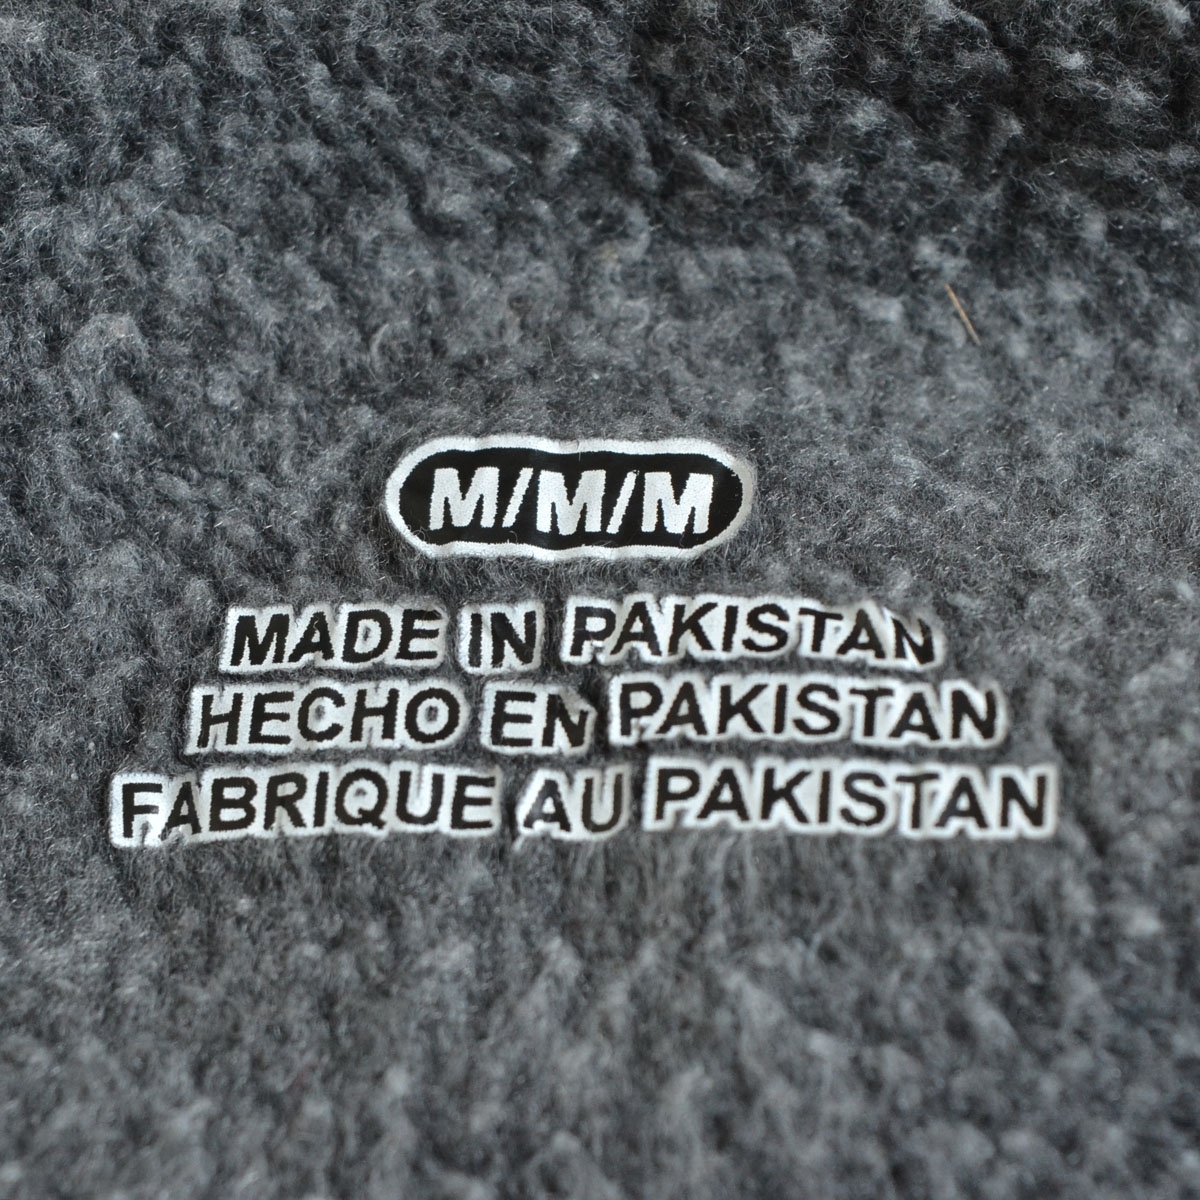 M/M/M
MADE IN PAKISTAN
HECHO EN PAKISTAN
FABRIQUE AU PAKISTAN